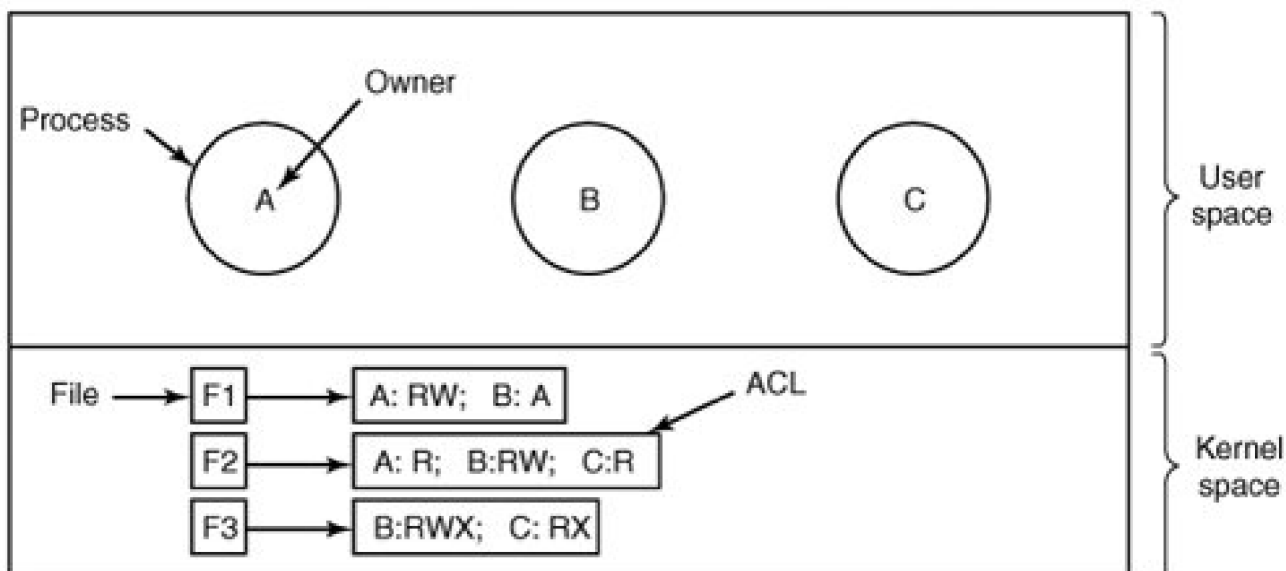 Owner
Process
A
B
C
User
space
File
F1
A: RW; B: A
ACL
F2
A: R; B:RW; C:R
F3
B:RWX; C: RX
Kernel
space